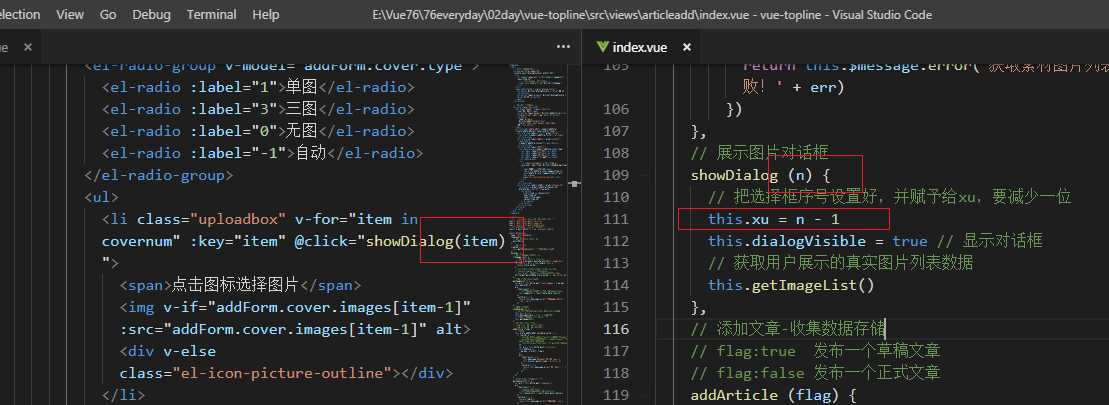 election View Go Debug Terminal Help E:\Vue76\76everyday\02day\vue-topline\src\views\articleadd\index.vue - vue-topline - Visual Studio Code
ue × ••• index.vue ×
<el-radio-group v-model="addForm.cover.type">
<el-radio :label="1">单图</el-radio>
<el-radio :label="3">三图</el-radio>
<el-radio :label="0">无图</el-radio>
<el-radio :label="-1">自动</el-radio>
</el-radio-group>
<ul>
<li class="uploadbox" v-for="item in
covernum" :key="item" @click="showDialog(item)
">
<span>点击图标选择图片</span>
<img v-if="addForm.cover.images[item-1]"
:src="addForm.cover.images[item-1]" alt>
<div v-else
class="el-icon-picture-outline"></div>
</li>
105 return this.$message.error('获取素材图片列表
败! ' + err)
106 })
107 },
108 // 展示图片对话框
109 showDialog (n) {
110 // 把选择框序号设置好，并赋予给xu，要减少一位
111 this.xu = n - 1
112 this.dialogVisible = true // 显示对话框
113 // 获取用户展示的真实图片列表数据
114 this.getImageList()
115 },
116 // 添加文章-收集数据存储
117 // flag:true 发布一个草稿文章
118 // flag:false 发布一个正式文章
119 addArticle (flag) {